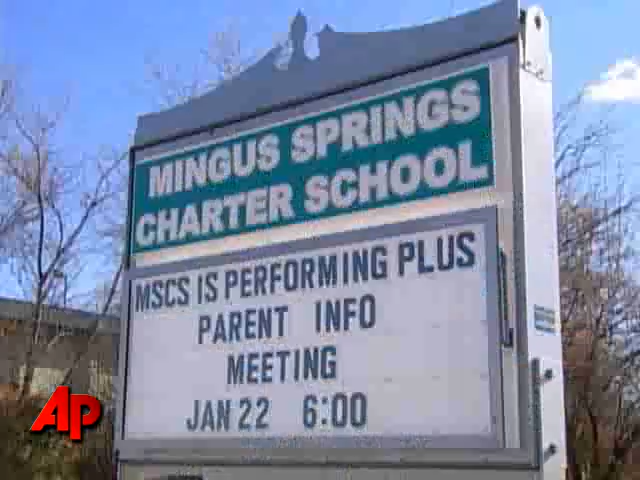 MINGUS SPRINGS
CHARTER SCHOOL
MSCS IS PERFORMING PLUS
PARENT INFO
MEETING
JAN 22 6:00
AP